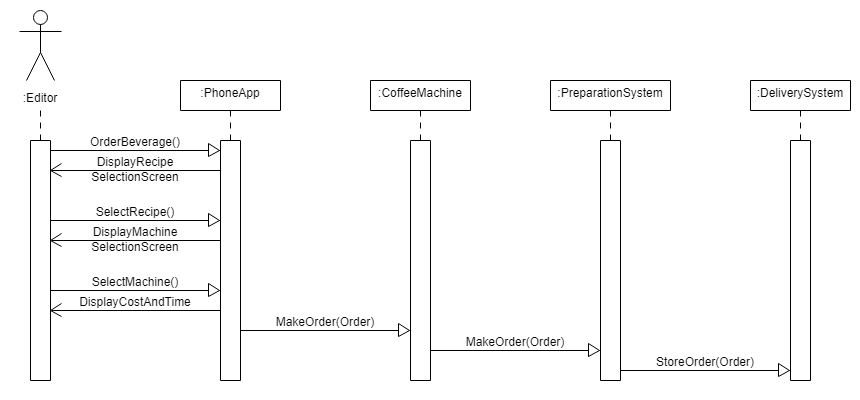 :Editor
:PhoneApp
:CoffeeMachine
:PreparationSystem
:DeliverySystem
OrderBeverage()
DisplayRecipe
SelectionScreen
SelectRecipe()
DisplayMachine
SelectionScreen
SelectMachine()
DisplayCostAndTime
MakeOrder(Order)
MakeOrder(Order)
StoreOrder(Order)